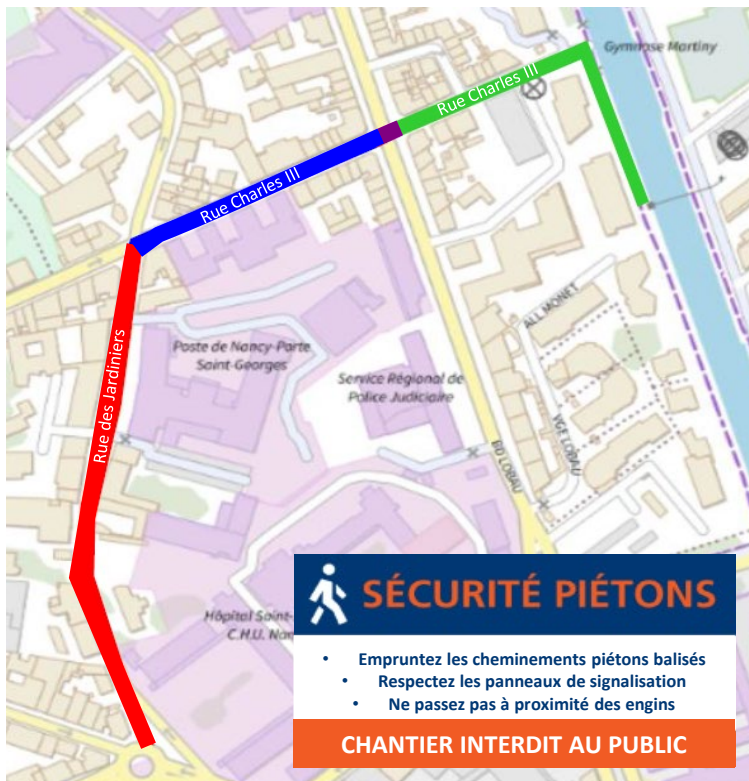 Gymnase Martiny
Rue Charles III
Rue Charles III
Rue des Jardiniers
Poste de Nancy-Porte
Saint-Georges
Service Régional de
Police Judiciaire
ALL MONET
VGE LOBAU
BD LOBAU
Hôpital Saint-
C.H.U. Nan
SÉCURITÉ PIÉTONS
• Empruntez les cheminements piétons balisés
• Respectez les panneaux de signalisation
• Ne passez pas à proximité des engins
CHANTIER INTERDIT AU PUBLIC